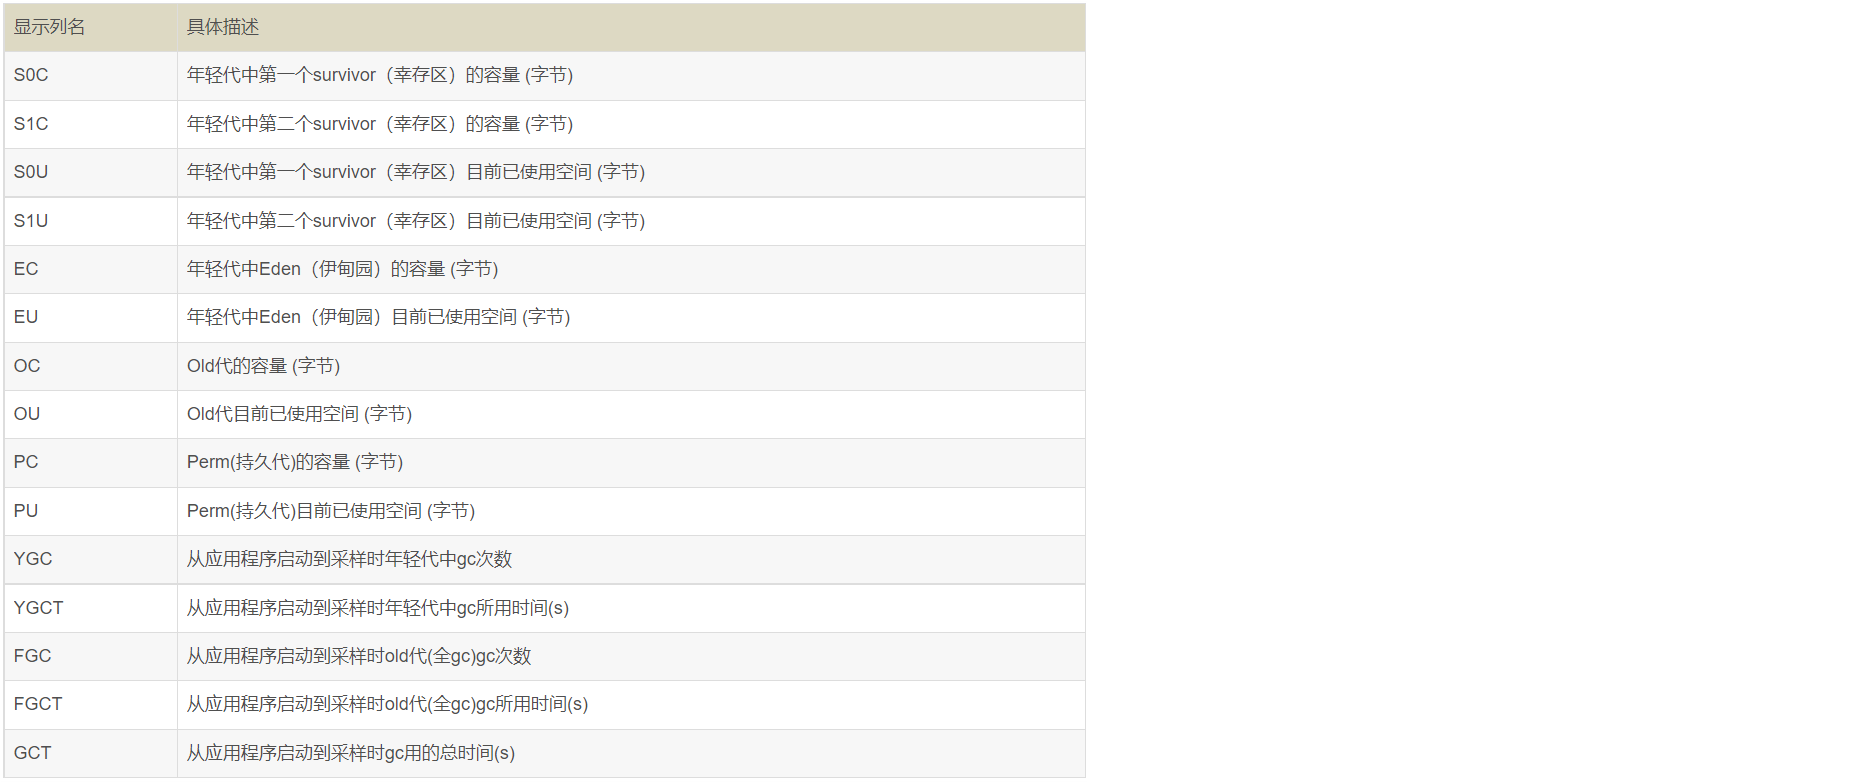 显示列名 具体描述
S0C 年轻代中第一个survivor（幸存区）的容量 (字节)
S1C 年轻代中第二个survivor（幸存区）的容量 (字节)
S0U 年轻代中第一个survivor（幸存区）目前已使用空间 (字节)
S1U 年轻代中第二个survivor（幸存区）目前已使用空间 (字节)
EC 年轻代中Eden（伊甸园）的容量 (字节)
EU 年轻代中Eden（伊甸园）目前已使用空间 (字节)
OC Old代的容量 (字节)
OU Old代目前已使用空间 (字节)
PC Perm(持久代)的容量 (字节)
PU Perm(持久代)目前已使用空间 (字节)
YGC 从应用程序启动到采样时年轻代中gc次数
YGCT 从应用程序启动到采样时年轻代中gc所用时间(s)
FGC 从应用程序启动到采样时old代(全gc)gc次数
FGCT 从应用程序启动到采样时old代(全gc)gc所用时间(s)
GCT 从应用程序启动到采样时gc用的总时间(s)